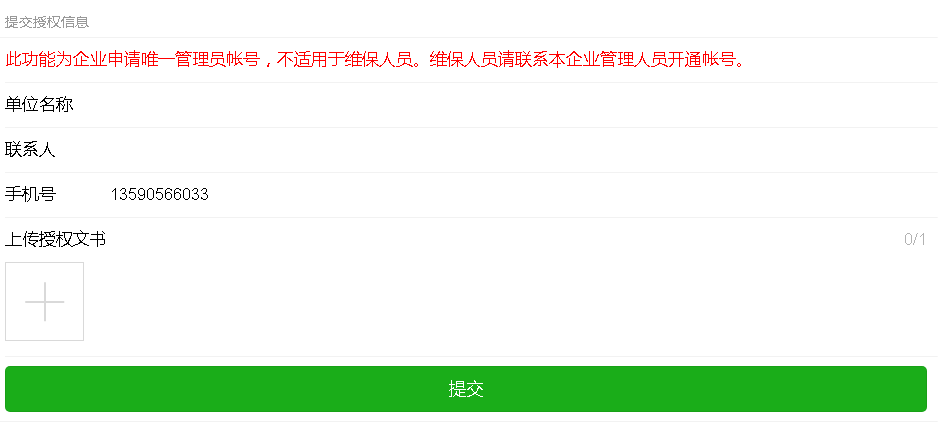 提交授权信息
此功能为企业申请唯一管理员帐号，不适用于维保人员。维保人员请联系本企业管理人员开通帐号。
单位名称
联系人
手机号 13590566033
上传授权文书 0/1
提交